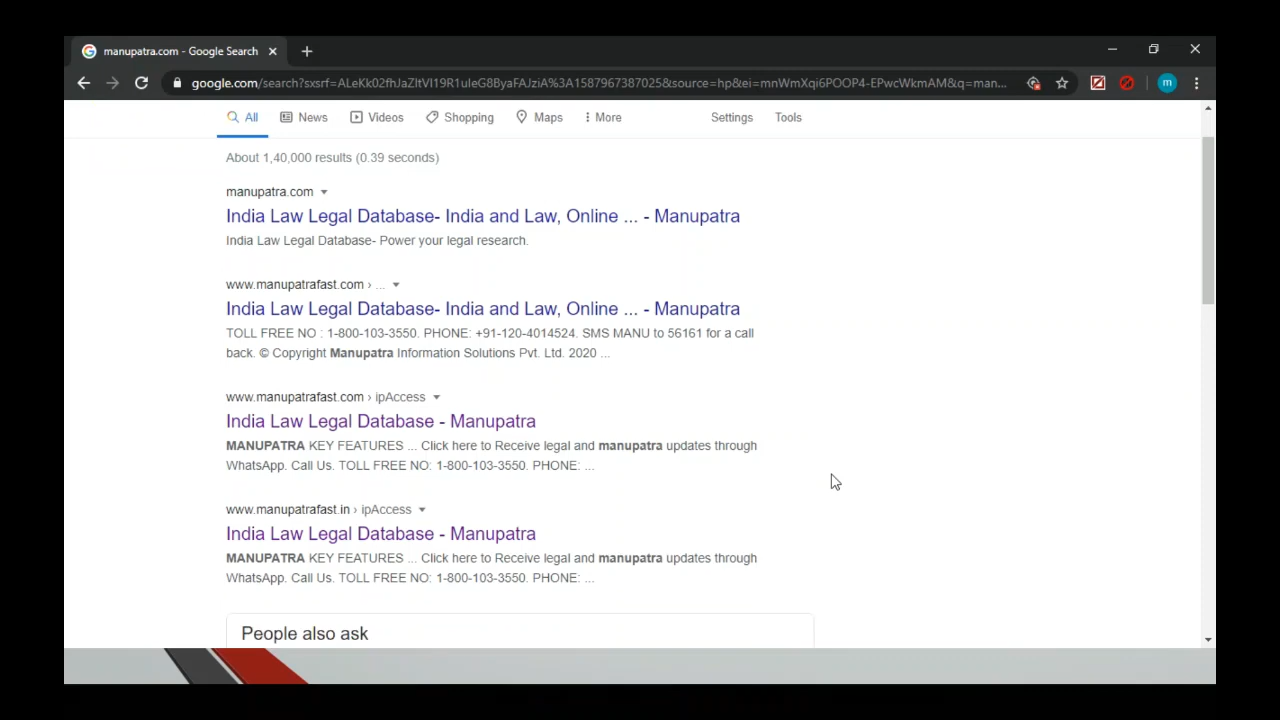 manupatra.com - Google Search
google.com/search?sxsrf=ALeKk02fhJaZltVI19R1uleG8ByaFAJziA%3A1587967387025&source=hp&ei=mnWmXqi6POOP4-EPwcWkmAM&q=man...
m
All News Videos Shopping Maps More Settings Tools
About 1,40,000 results (0.39 seconds)
manupatra.com
India Law Legal Database- India and Law, Online ... - Manupatra
India Law Legal Database- Power your legal research.
www.manupatrafast.com › ...
India Law Legal Database- India and Law, Online ... - Manupatra
TOLL FREE NO : 1-800-103-3550. PHONE: +91-120-4014524. SMS MANU to 56161 for a call
back. © Copyright Manupatra Information Solutions Pvt. Ltd. 2020 ...
www.manupatrafast.com › ipAccess
India Law Legal Database - Manupatra
MANUPATRA KEY FEATURES ... Click here to Receive legal and manupatra updates through
WhatsApp. Call Us. TOLL FREE NO: 1-800-103-3550. PHONE: ...
www.manupatrafast.in › ipAccess
India Law Legal Database - Manupatra
MANUPATRA KEY FEATURES ... Click here to Receive legal and manupatra updates through
WhatsApp. Call Us. TOLL FREE NO: 1-800-103-3550. PHONE: ...
People also ask